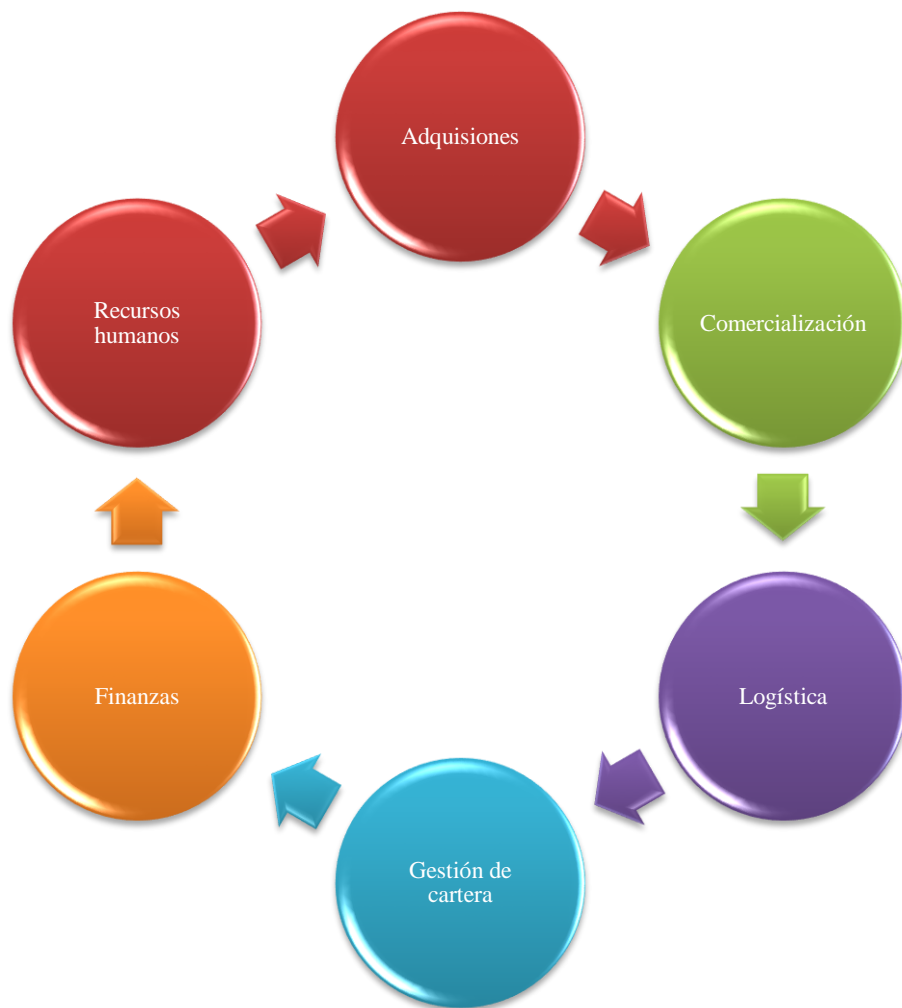 Adquisiones
Comercialización
Logística
Gestión de
cartera
Finanzas
Recursos
humanos